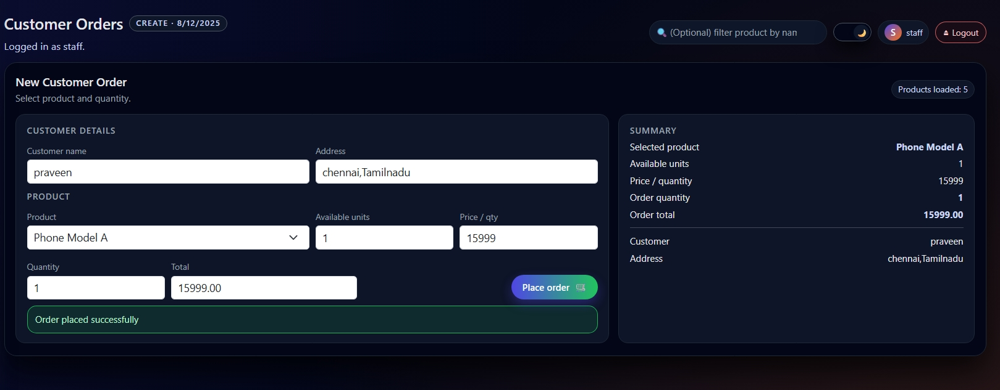 Customer Orders CREATE · 8/12/2025
Logged in as staff.
(Optional) filter product by nam
S staff
Logout
New Customer Order
Select product and quantity.
Products loaded: 5
CUSTOMER DETAILS
Customer name
praveen
Address
chennai,Tamilnadu
PRODUCT
Product
Phone Model A
Available units
1
Price / qty
15999
Quantity
1
Total
15999.00
Place order
Order placed successfully
SUMMARY
Selected product Phone Model A
Available units 1
Price / quantity 15999
Order quantity 1
Order total 15999.00
Customer praveen
Address chennai,Tamilnadu